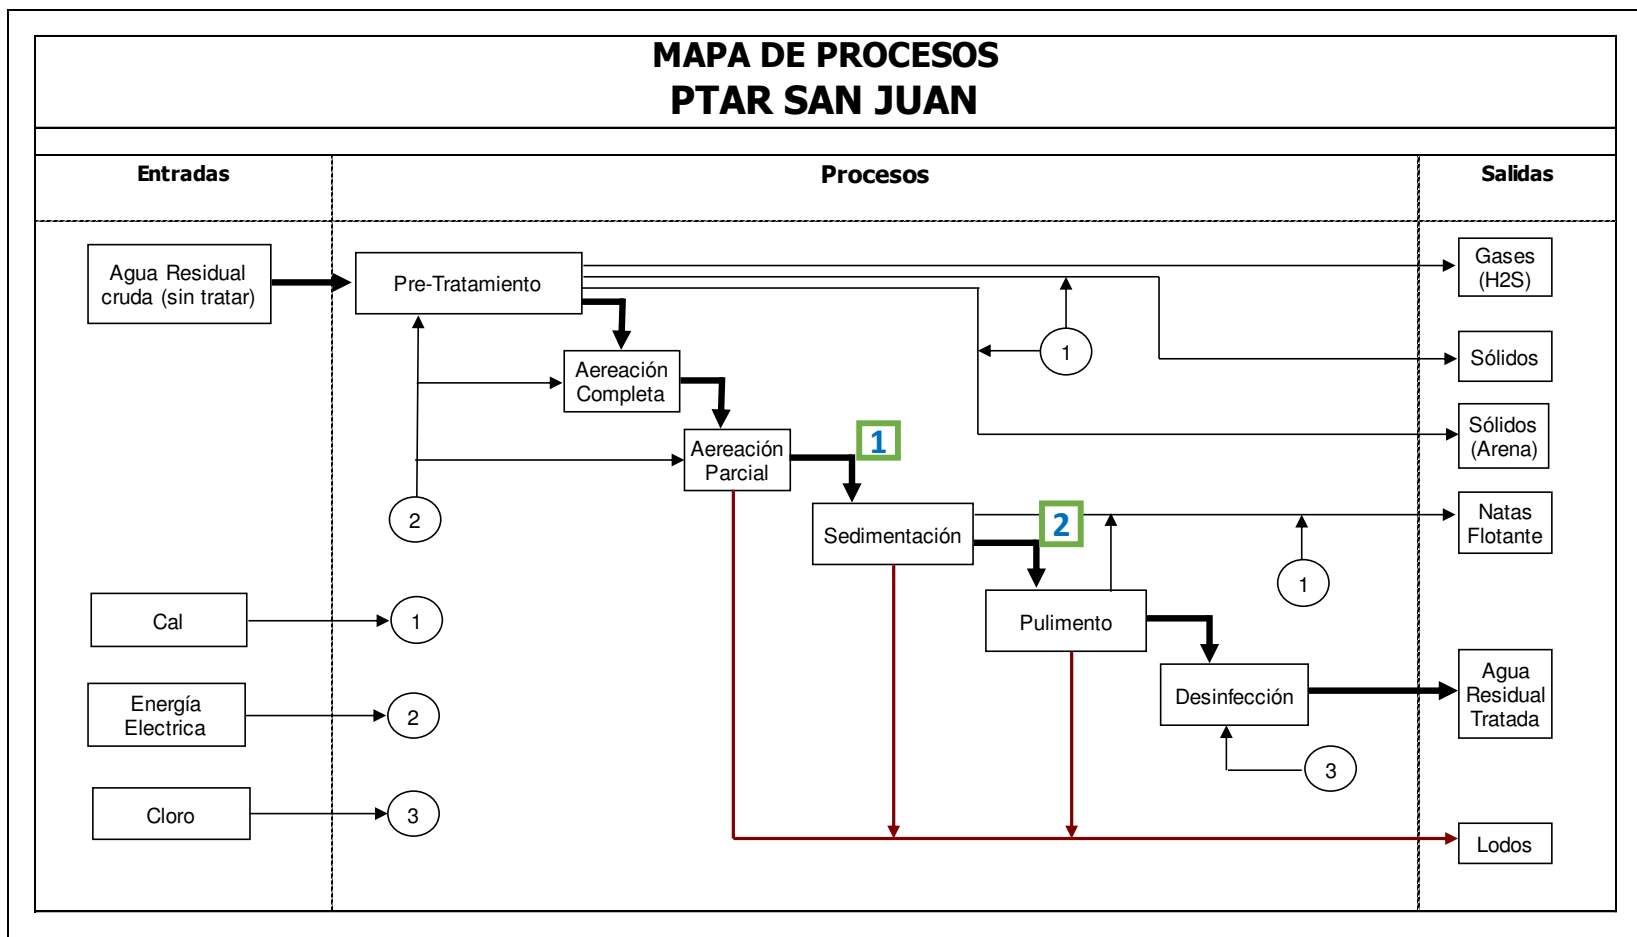 MAPA DE PROCESOS
PTAR SAN JUAN
Entradas
Procesos
Salidas
Agua Residual
cruda (sin tratar)
Pre-Tratamiento
Gases
(H2S)
1
Sólidos
Aereación
Completa
Aereación
Parcial
1
Sólidos
(Arena)
2
Sedimentación
2
Natas
Flotante
1
Cal
1
Pulimento
Energía
Electrica
2
Desinfección
Agua
Residual
Tratada
3
Cloro
3
Lodos